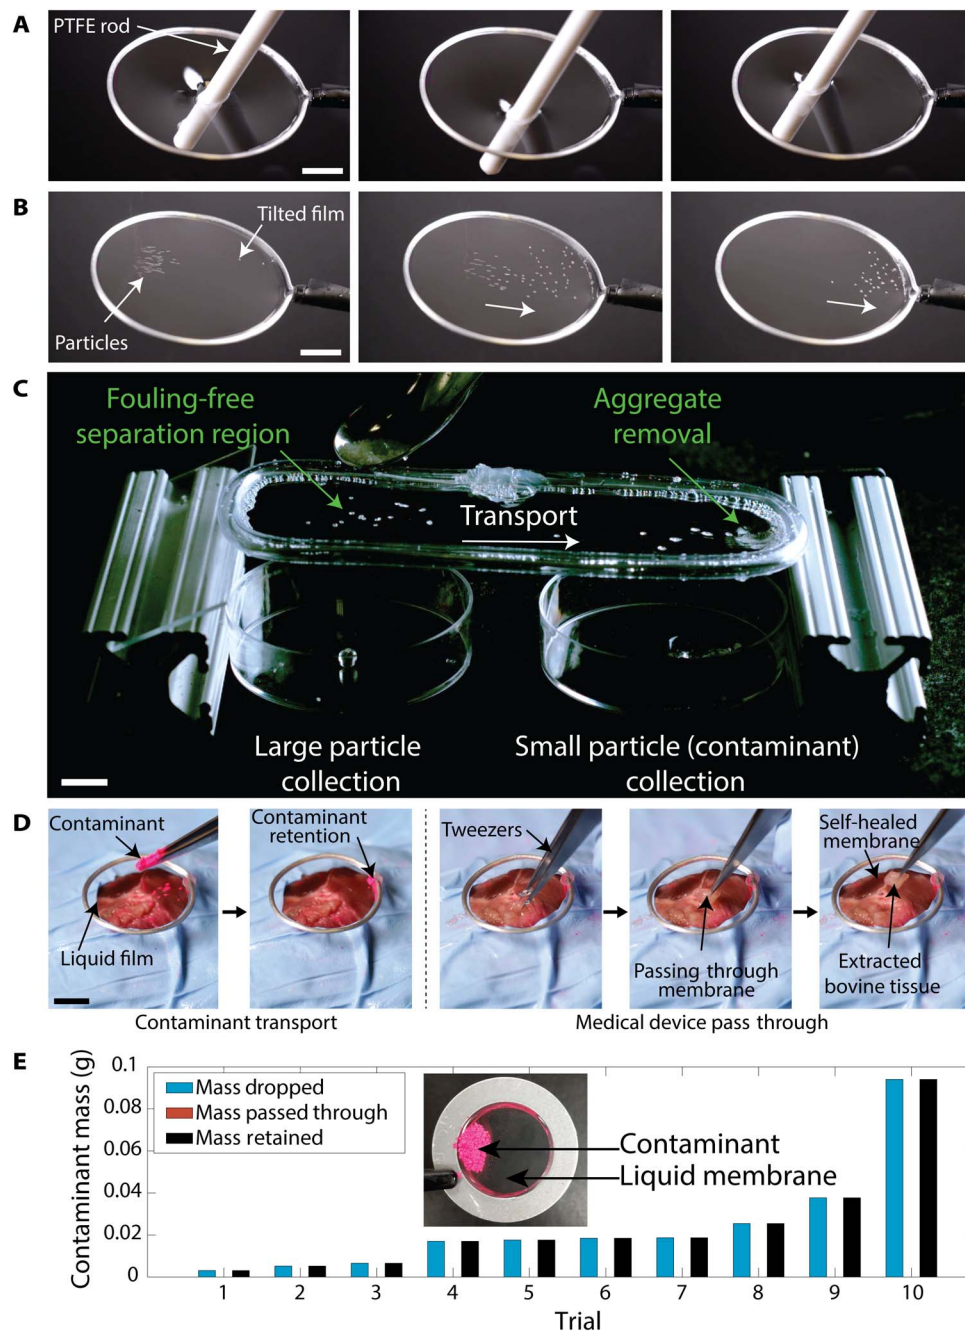 A
PTFE rod
B
Tilted film
Particles
C
Fouling-free
separation region
Aggregate
removal
Transport
Large particle
collection
Small particle (contaminant)
collection
D
Contaminant
Contaminant
retention
Liquid film
Contaminant transport
Tweezers
Passing through
membrane
Self-healed
membrane
Extracted
bovine tissue
Medical device pass through
E
Contaminant mass (g)
0.1
0.08
0.06
0.04
0.02
0
Mass dropped
Mass passed through
Mass retained
Contaminant
Liquid membrane
1 2 3 4 5 6 7 8 9 10
Trial